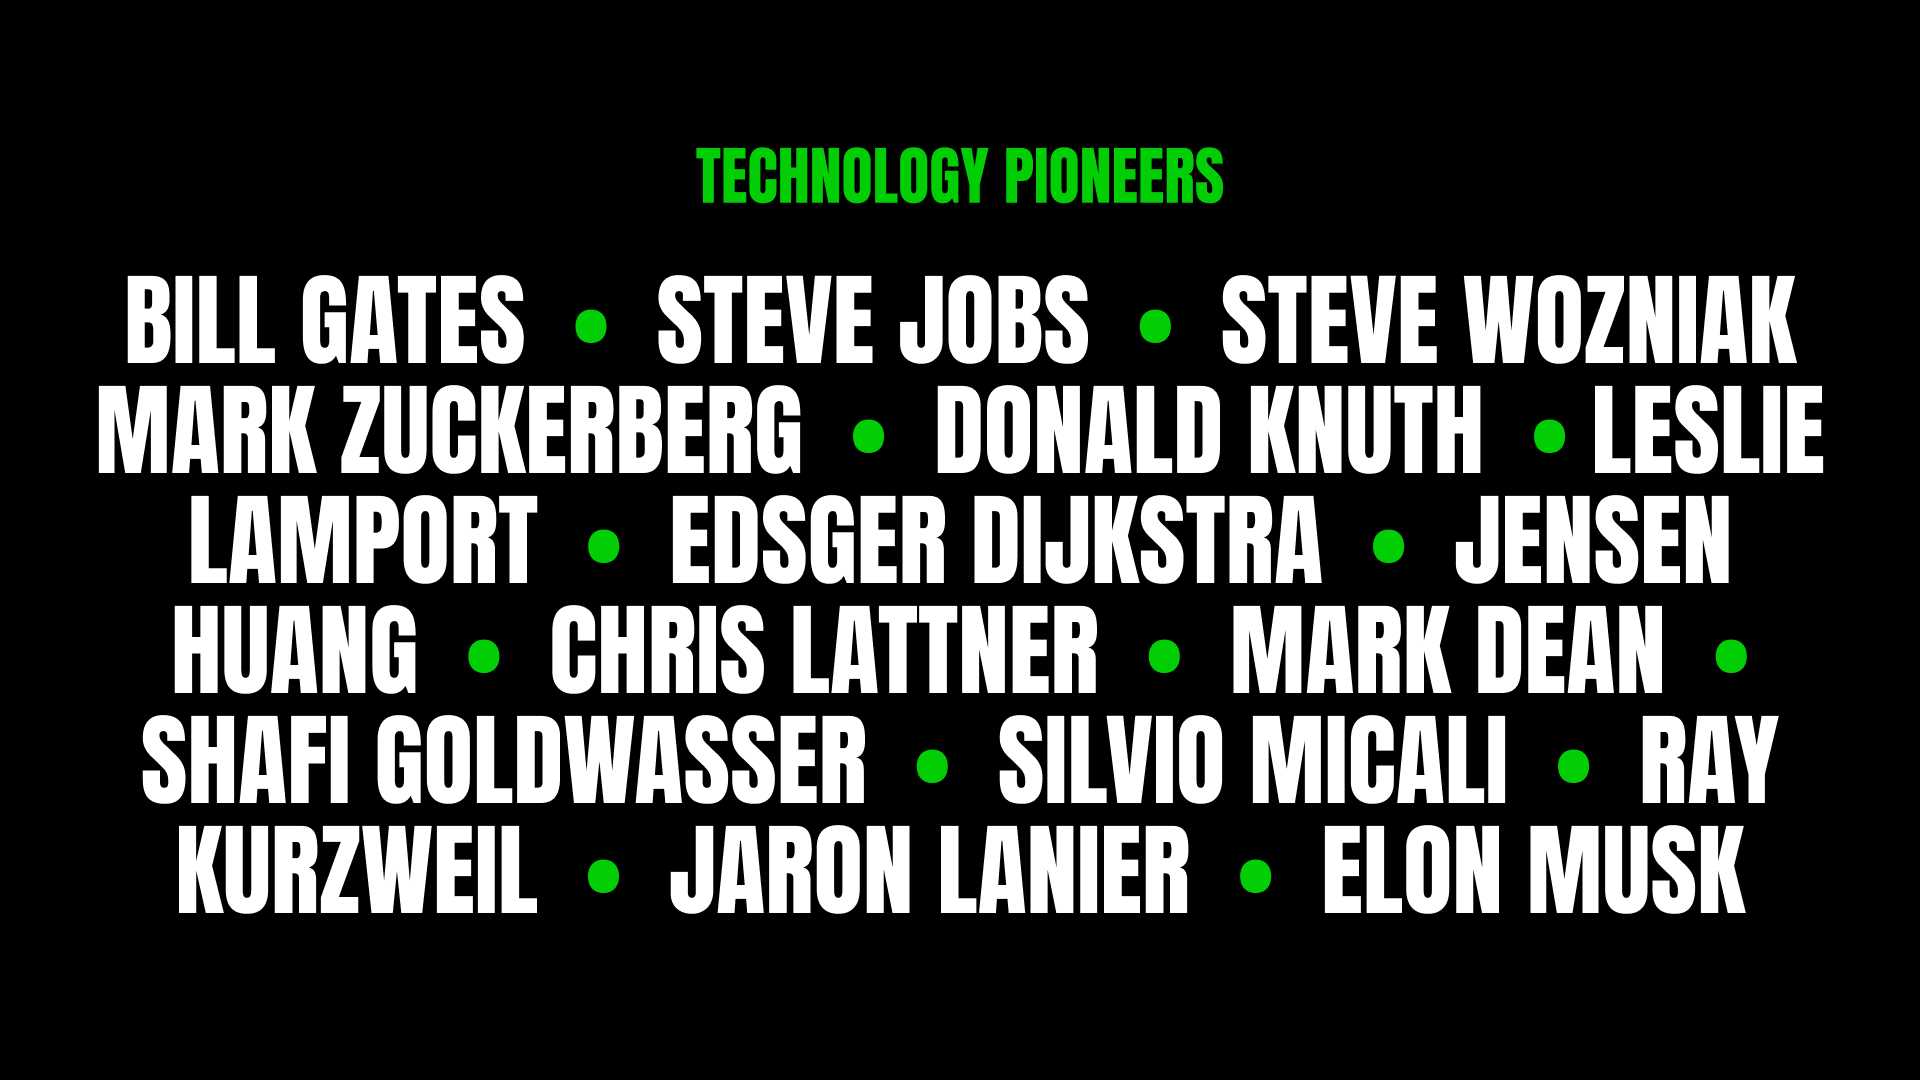 TECHNOLOGY PIONEERS
BILL GATES • STEVE JOBS • STEVE WOZNIAK
MARK ZUCKERBERG • DONALD KNUTH • LESLIE
LAMPORT • EDSGER DIJKSTRA • JENSEN
HUANG • CHRIS LATTNER • MARK DEAN •
SHAFI GOLDWASSER • SILVIO MICALI • RAY
KURZWEIL • JARON LANIER • ELON MUSK